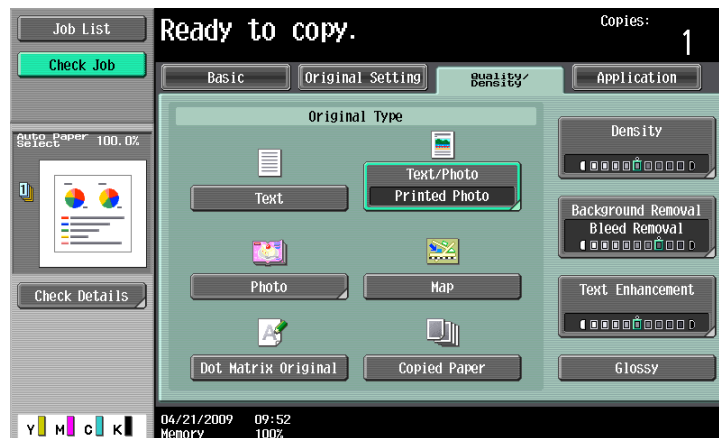 Job List
Check Job
Ready to copy.
Copies:
1
Basic
Original Setting
Quality/
Density
Application
Auto Paper
Select
100.0%
Check Details
Original Type
Text
Text/Photo
Printed Photo
Photo
Map
Dot Matrix Original
Copied Paper
Density
Background Removal
Bleed Removal
Text Enhancement
Glossy
Y M C K
04/21/2009 09:52
Memory 100%